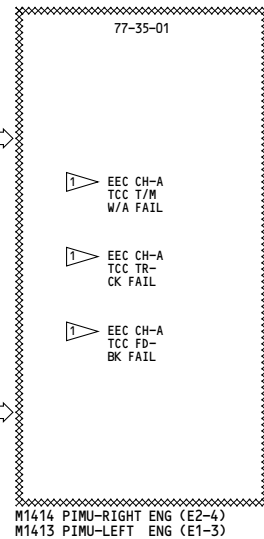 77-35-01
1 EEC CH-A
TCC T/M
W/A FAIL
1 EEC CH-A
TCC TR-
CK FAIL
1 EEC CH-A
TCC FD-
BK FAIL
M1414 PIMU-RIGHT ENG (E2-4)
M1413 PIMU-LEFT ENG (E1-3)